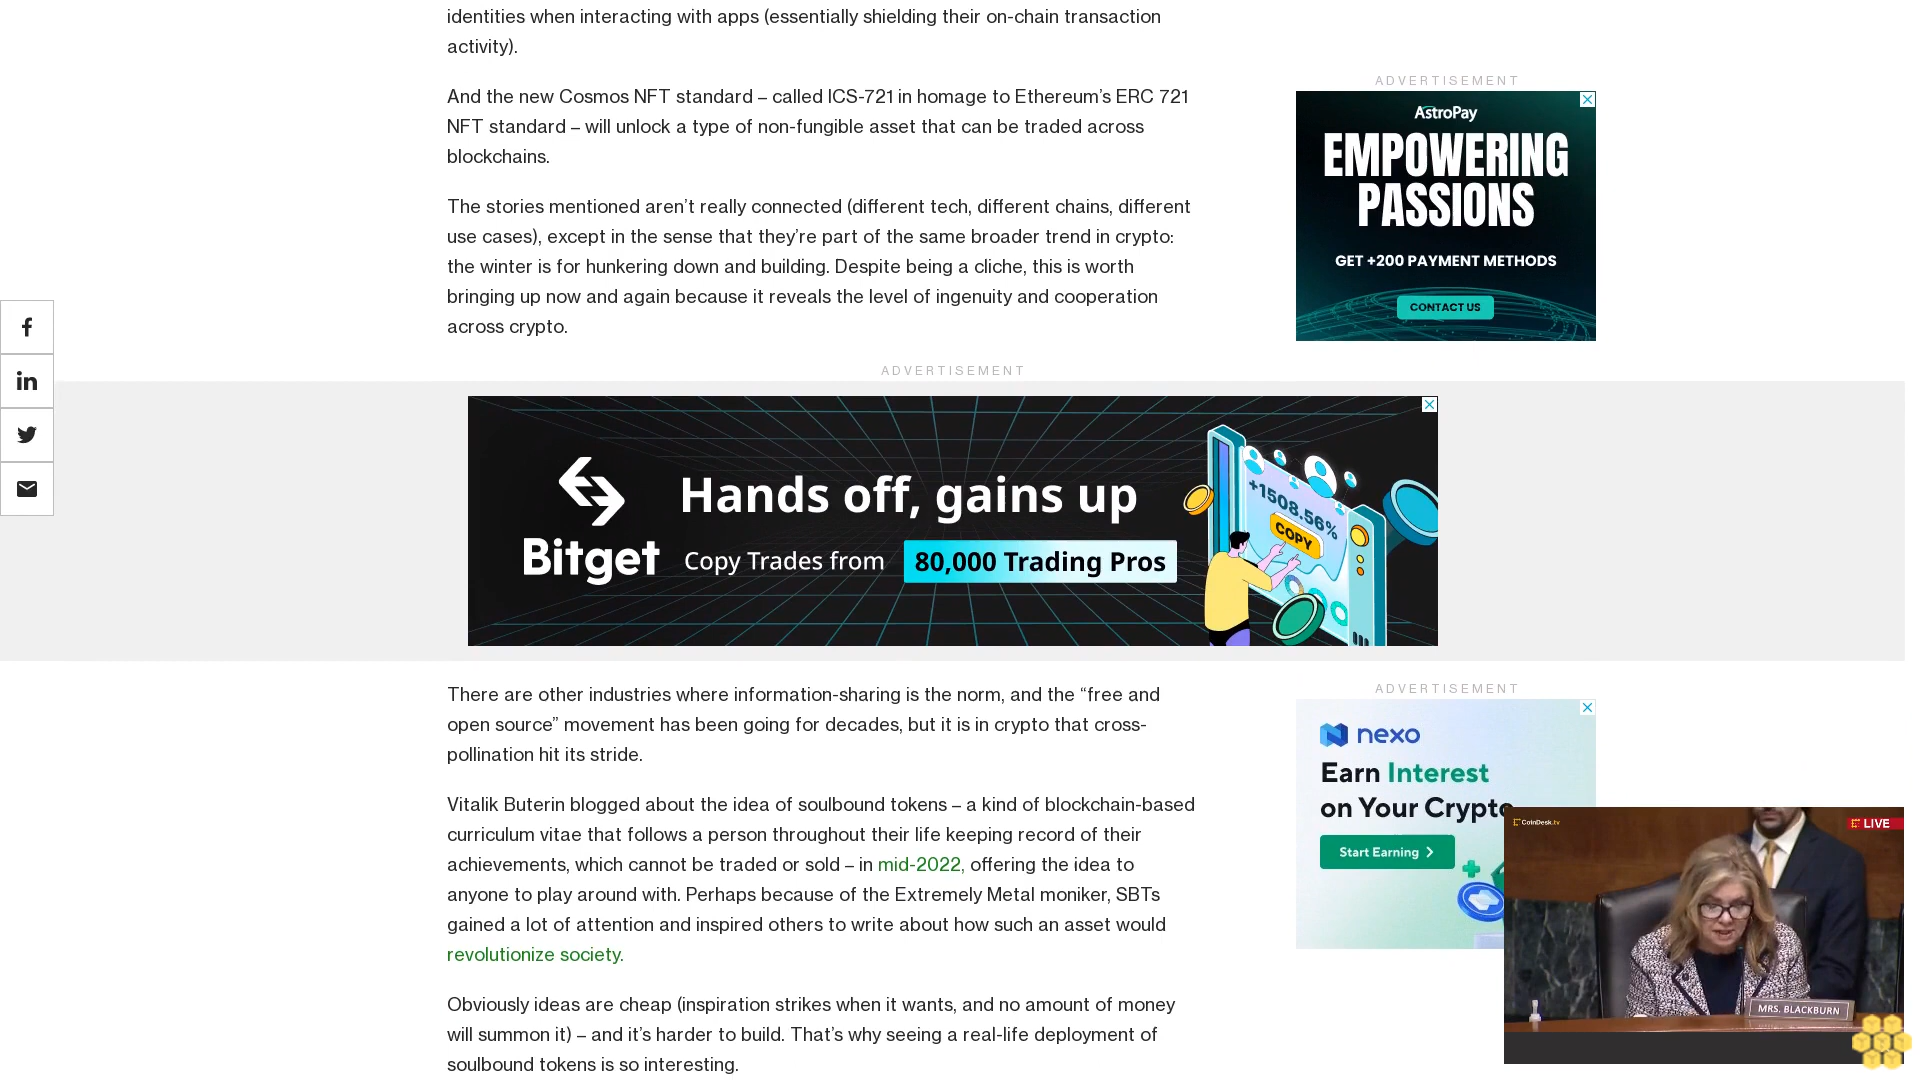 identities when interacting with apps (essentially shielding their on-chain transaction
activity).
And the new Cosmos NFT standard – called ICS-721 in homage to Ethereum’s ERC 721
NFT standard – will unlock a type of non-fungible asset that can be traded across
blockchains.
The stories mentioned aren’t really connected (different tech, different chains, different
use cases), except in the sense that they’re part of the same broader trend in crypto:
the winter is for hunkering down and building. Despite being a cliche, this is worth
bringing up now and again because it reveals the level of ingenuity and cooperation
across crypto.
ADVERTISEMENT
AstroPay
EMPOWERING
PASSIONS
GET +200 PAYMENT METHODS
CONTACT US
ADVERTISEMENT
Bitget
Hands off, gains up
Copy Trades from 80,000 Trading Pros
+1508.56%
COPY
There are other industries where information-sharing is the norm, and the “free and
open source” movement has been going for decades, but it is in crypto that cross-
pollination hit its stride.
Vitalik Buterin blogged about the idea of soulbound tokens – a kind of blockchain-based
curriculum vitae that follows a person throughout their life keeping record of their
achievements, which cannot be traded or sold – in mid-2022, offering the idea to
anyone to play around with. Perhaps because of the Extremely Metal moniker, SBTs
gained a lot of attention and inspired others to write about how such an asset would
revolutionize society.
Obviously ideas are cheap (inspiration strikes when it wants, and no amount of money
will summon it) – and it’s harder to build. That’s why seeing a real-life deployment of
soulbound tokens is so interesting.
ADVERTISEMENT
nexo
Earn Interest
on Your Crypto
Start Earning
CoinDesk.tv
LIVE
MRS. BLACKBURN